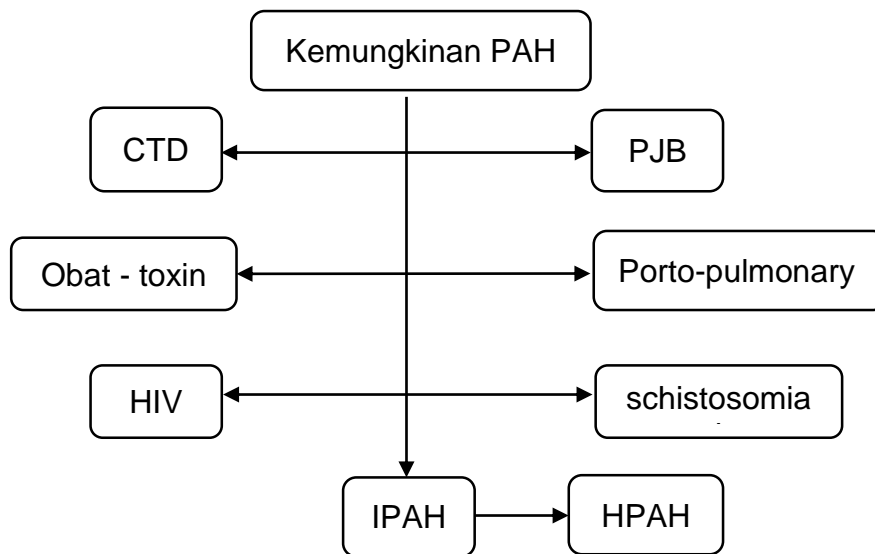 Kemungkinan PAH
CTD
PJB
Obat - toxin
Porto-pulmonary
HIV
schistosomia
IPAH
HPAH